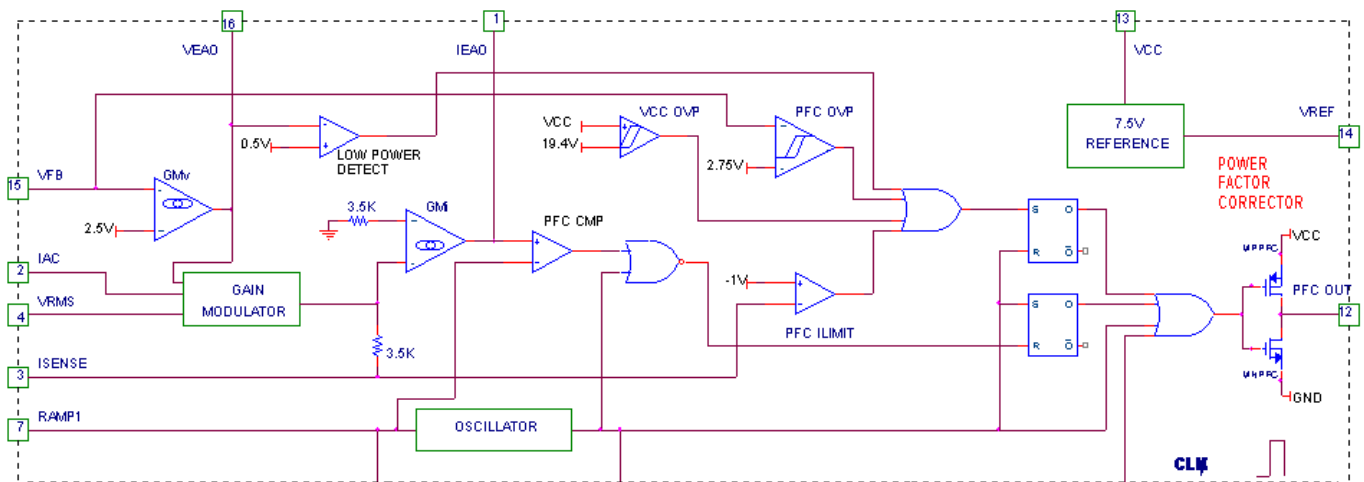 16
1
13
VEAO
IEAO
VCC
VCC OVP
PFC OVP
VREF
VCC
19.4V
7.5V
REFERENCE
14
0.5V
LOW POWER
DETECT
2.75V
POWER
FACTOR
CORRECTOR
15
VFB
GMv
2.5V
3.5K
GMi
PFC CMP
S
Q
R
Q
VCC
MPPFC
2
IAC
GAIN
MODULATOR
-1V
PFC OUT
12
4
VRMS
PFC ILIMIT
S
Q
R
Q
3.5K
3
ISENSE
MNPFC
GND
7
RAMP1
OSCILLATOR